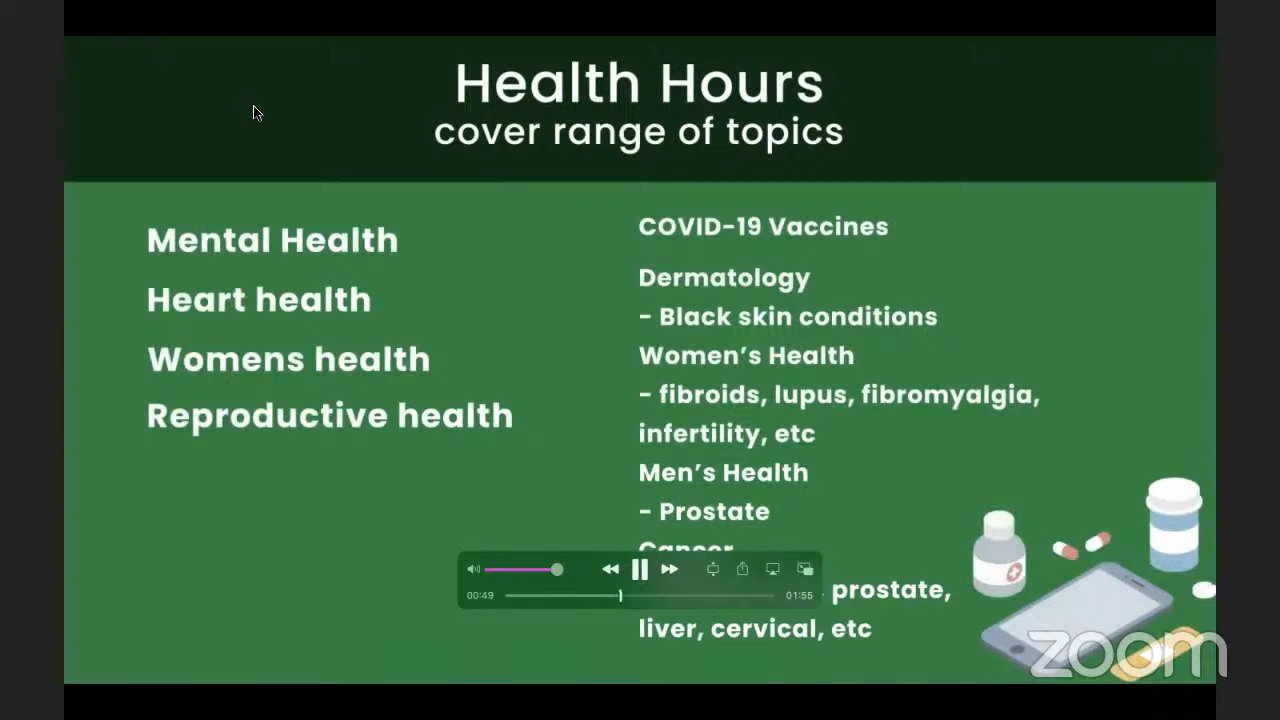 Health Hours
cover range of topics
Mental Health
Heart health
Womens health
Reproductive health
COVID-19 Vaccines
Dermatology
- Black skin conditions
Women's Health
- fibroids, lupus, fibromyalgia,
infertility, etc
Men's Health
- Prostate
Cancer
prostate,
liver, cervical, etc
00:49
01:55
zoom